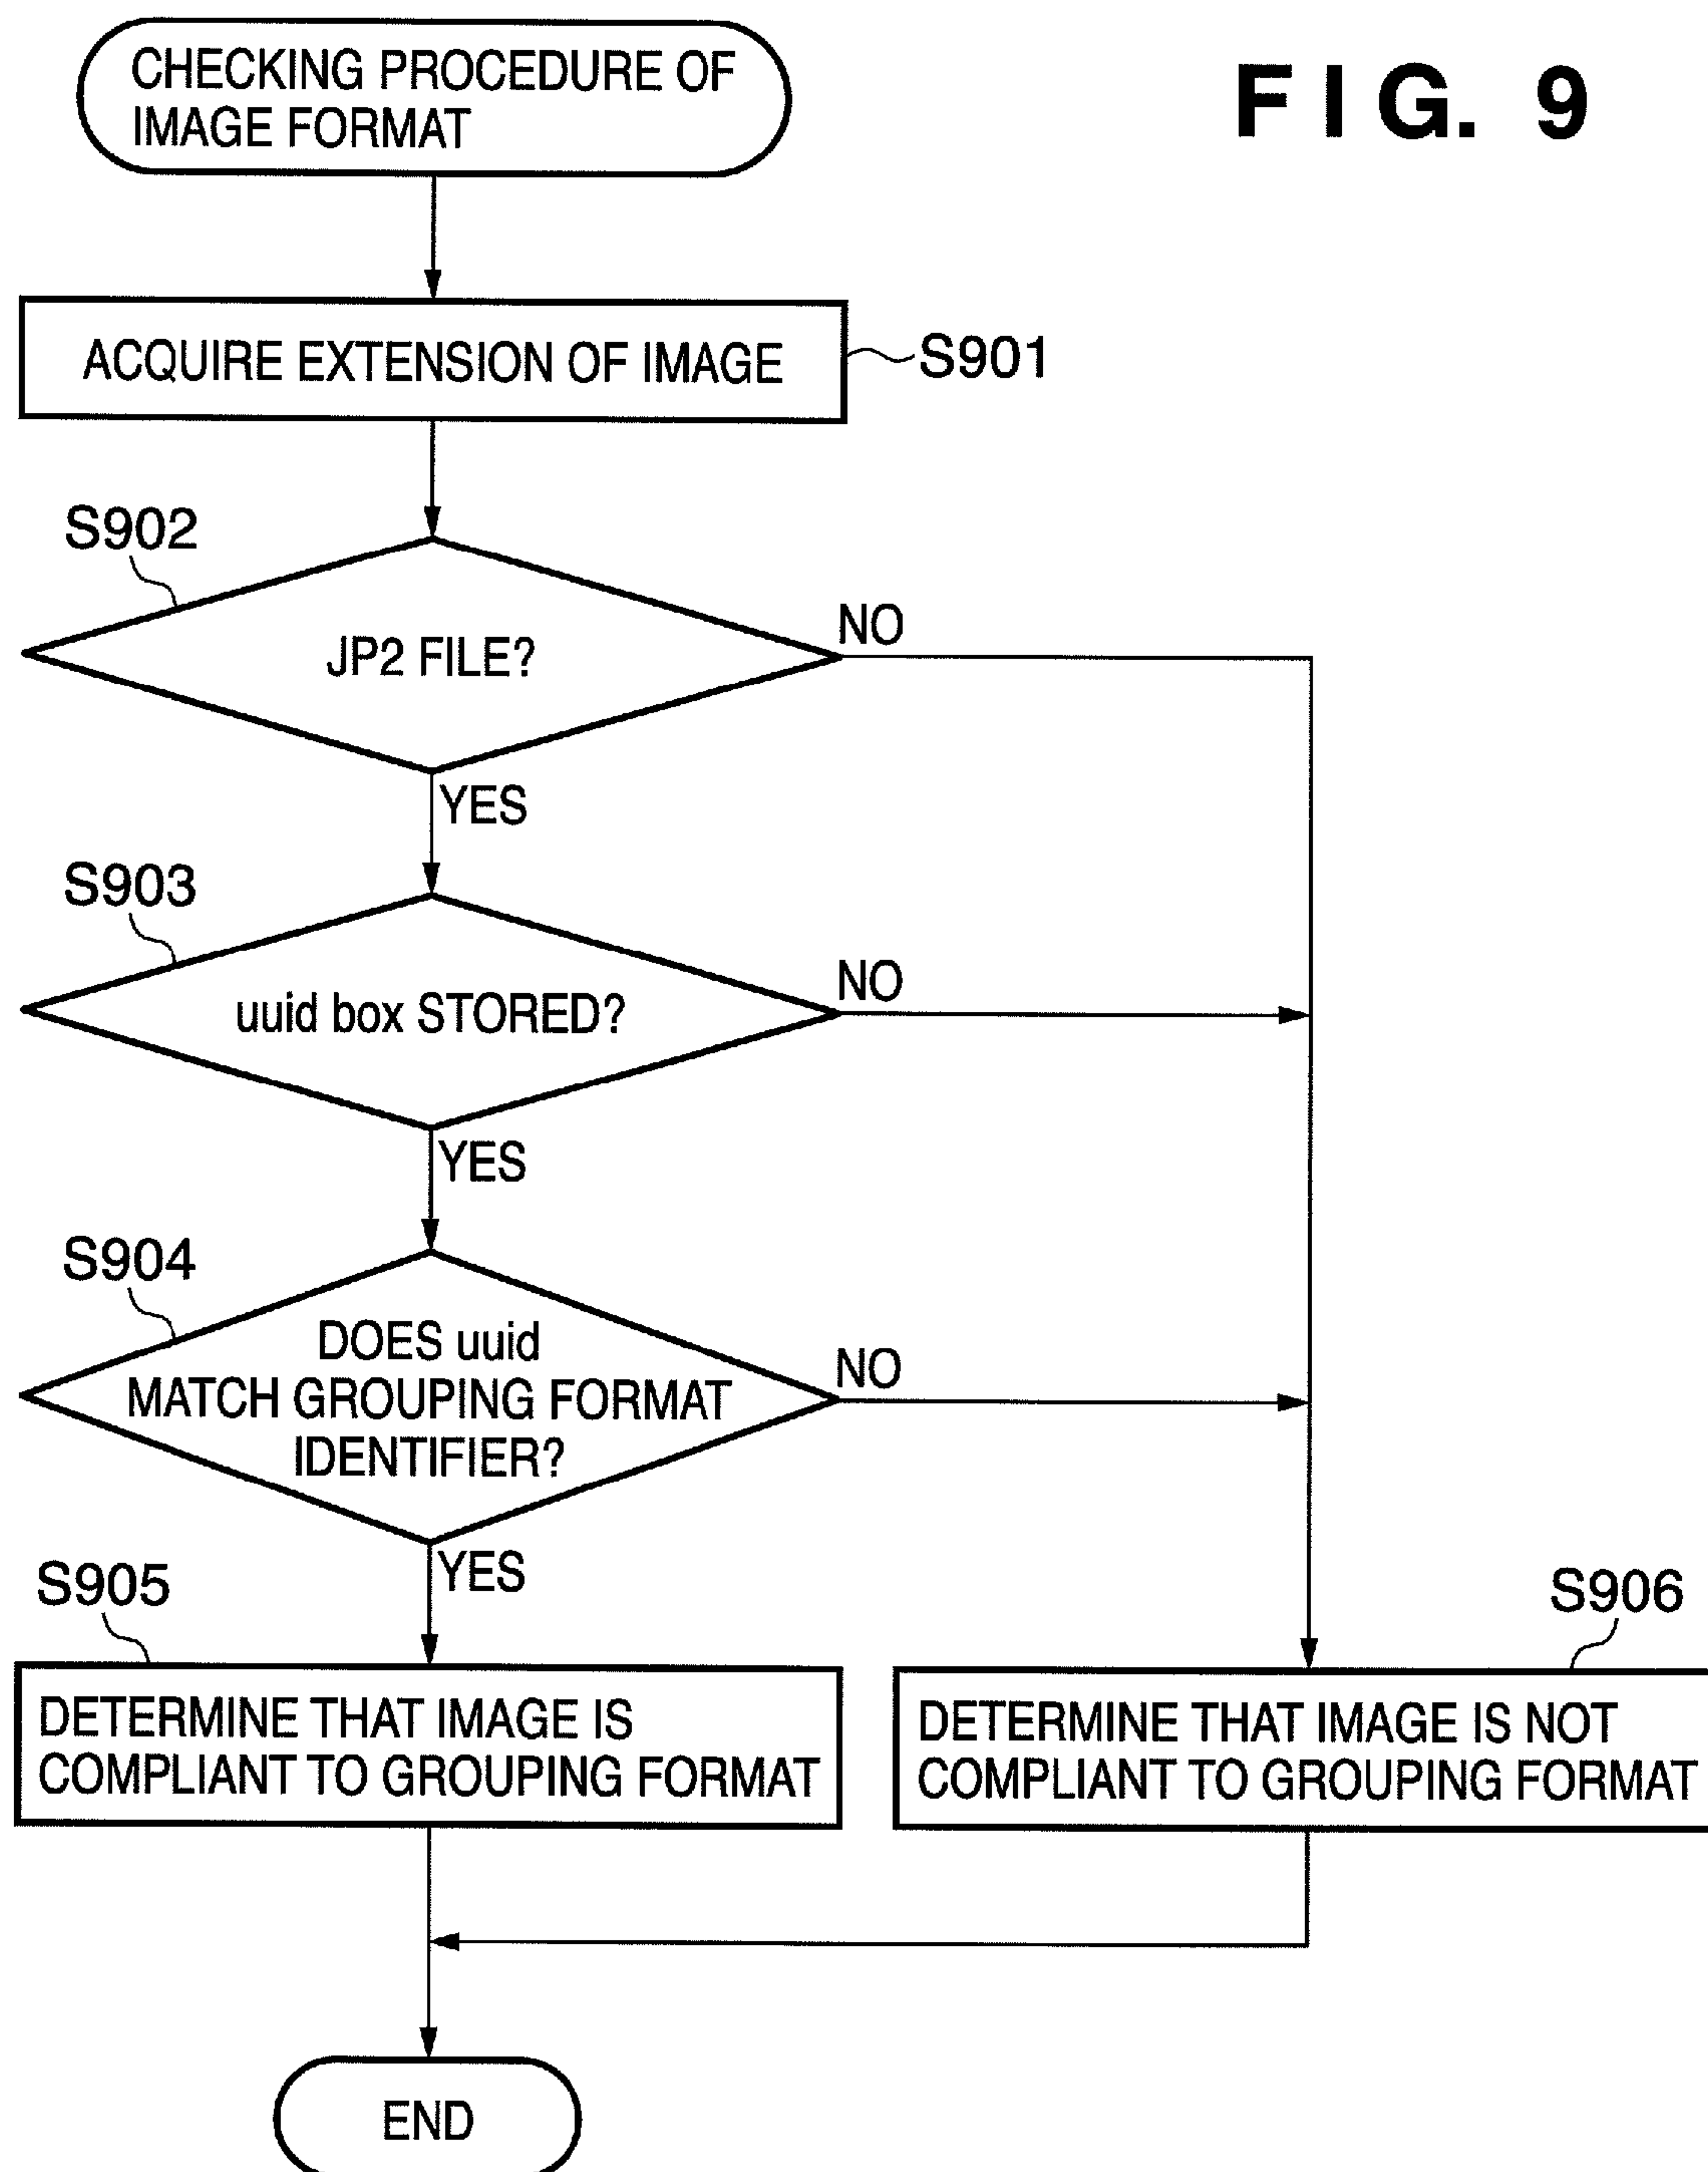 CHECKING PROCEDURE OF
IMAGE FORMAT
FIG. 9
ACQUIRE EXTENSION OF IMAGE
S901
S902
JP2 FILE?
NO
YES
S903
uuid box STORED?
NO
YES
S904
DOES uuid
MATCH GROUPING FORMAT
IDENTIFIER?
NO
YES
S905
DETERMINE THAT IMAGE IS
COMPLIANT TO GROUPING FORMAT
S906
DETERMINE THAT IMAGE IS NOT
COMPLIANT TO GROUPING FORMAT
END